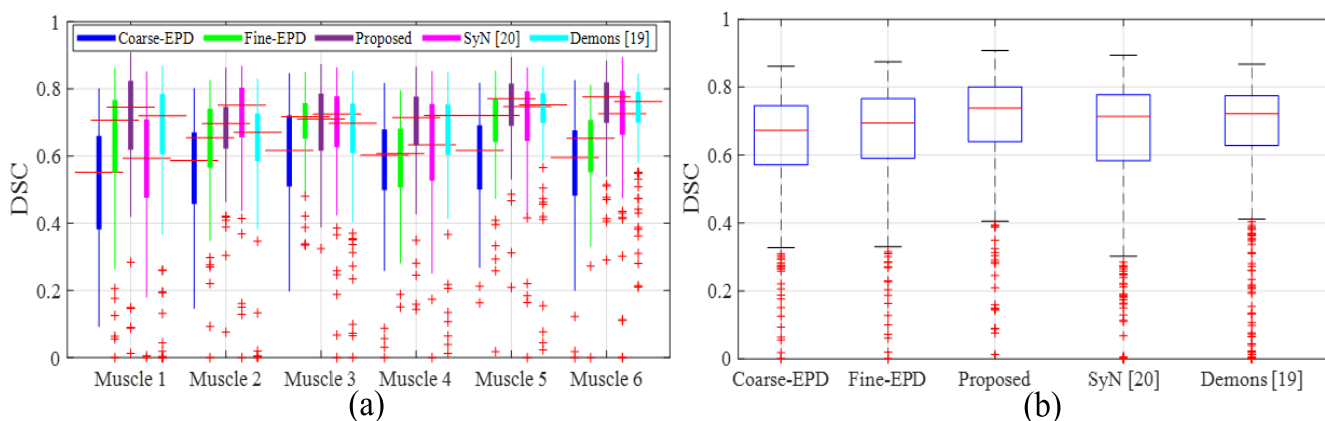 Coarse-EPD Fine-EPD Proposed SyN [20] Demons [19]
DSC
1
0.8
0.6
0.4
0.2
0
Muscle 1 Muscle 2 Muscle 3 Muscle 4 Muscle 5 Muscle 6
(a)
DSC
1
0.8
0.6
0.4
0.2
0
Coarse-EPD Fine-EPD Proposed SyN [20] Demons [19]
(b)